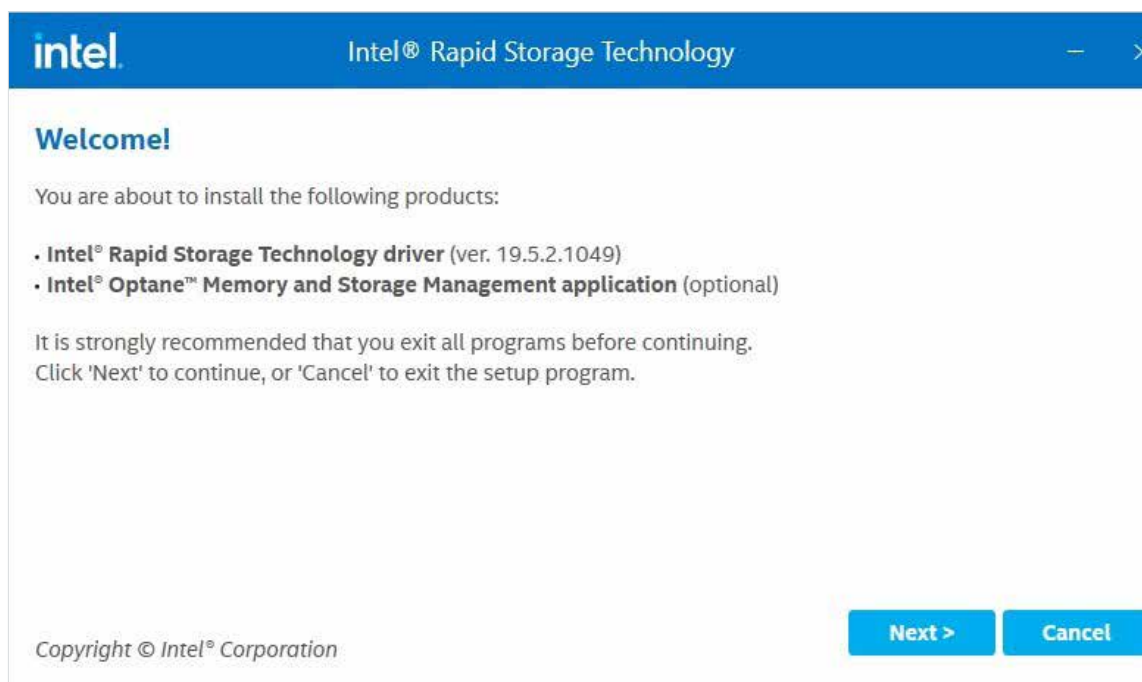 intel.
Intel® Rapid Storage Technology
Welcome!
You are about to install the following products:
• Intel® Rapid Storage Technology driver (ver. 19.5.2.1049)
• Intel® Optane™ Memory and Storage Management application (optional)
It is strongly recommended that you exit all programs before continuing.
Click 'Next' to continue, or 'Cancel' to exit the setup program.
Next >
Cancel
Copyright © Intel® Corporation